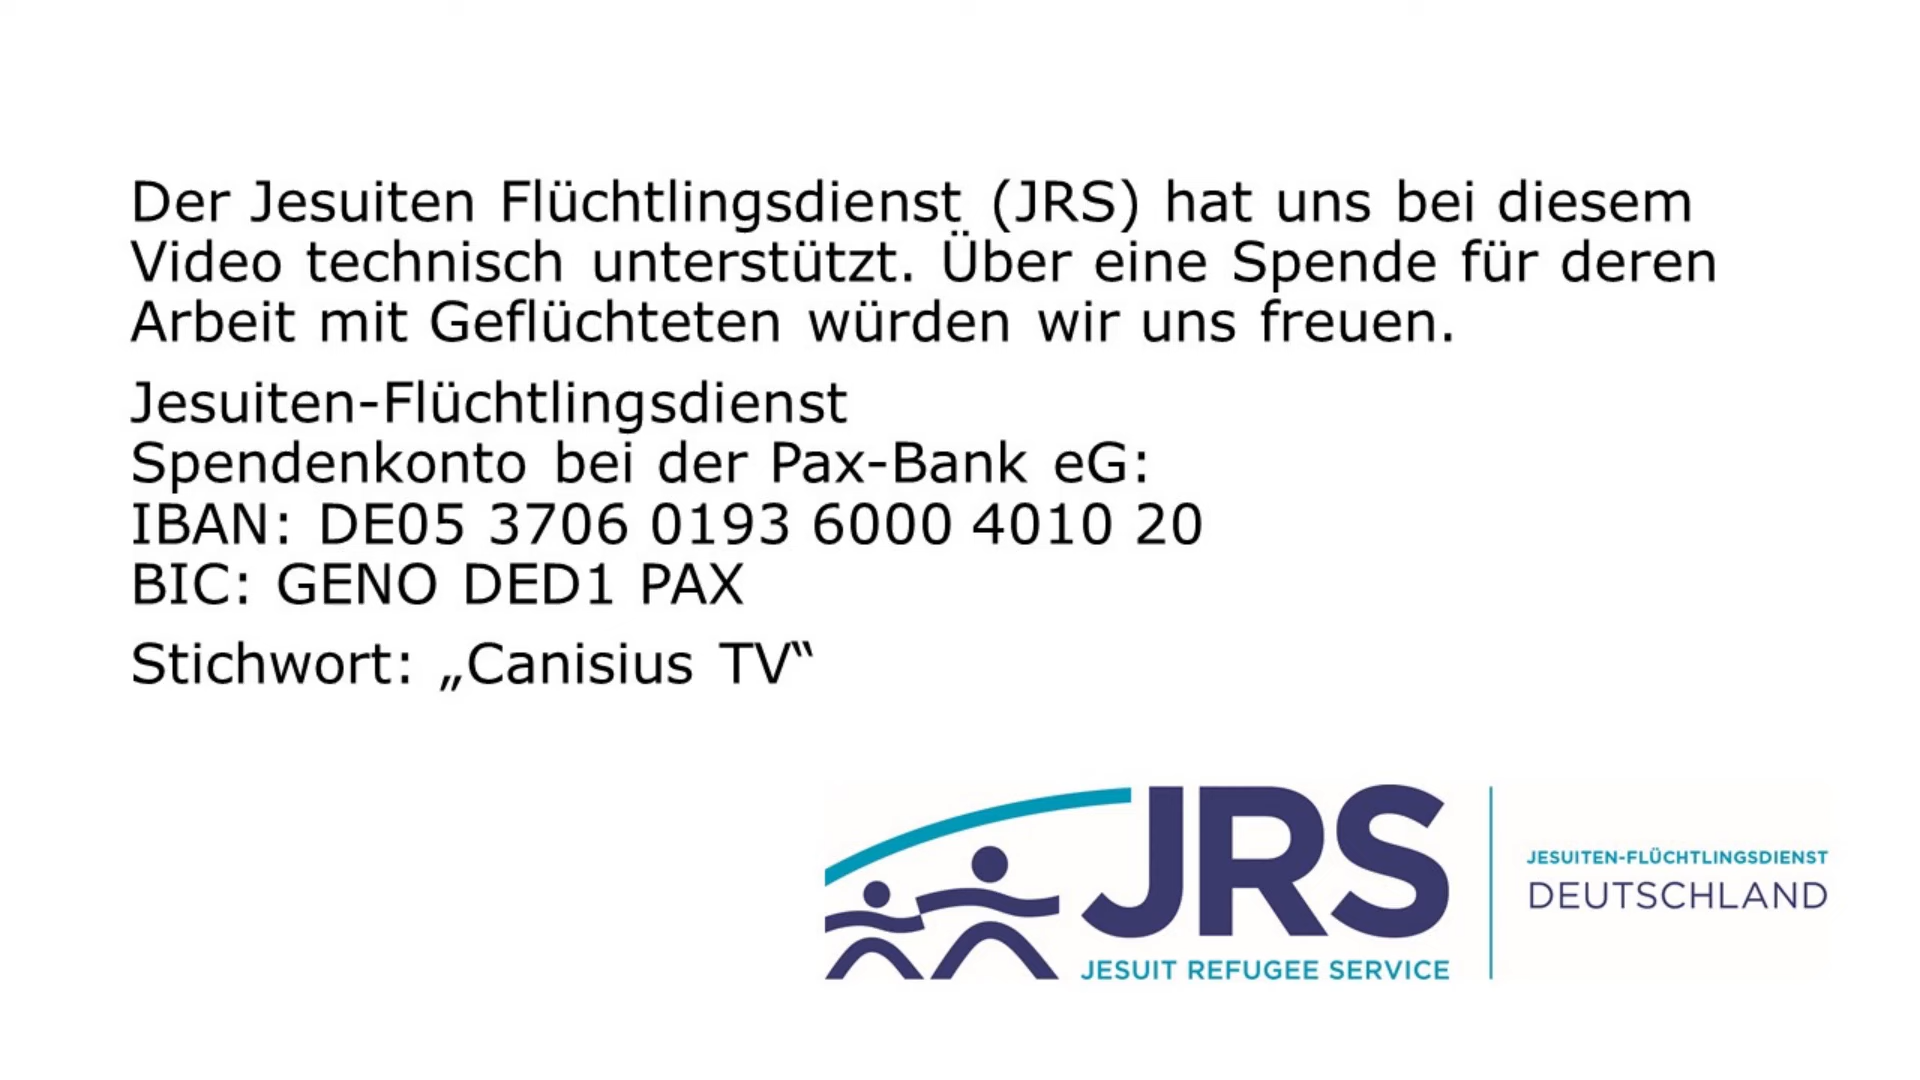 Der Jesuiten Flüchtlingsdienst (JRS) hat uns bei diesem
Video technisch unterstützt. Über eine Spende für deren
Arbeit mit Geflüchteten würden wir uns freuen.
Jesuiten-Flüchtlingsdienst
Spendenkonto bei der Pax-Bank eG:
IBAN: DE05 3706 0193 6000 4010 20
BIC: GENO DED1 PAX
Stichwort: „Canisius TV“
JRS
JESUIT REFUGEE SERVICE
JESUITEN-FLÜCHTLINGSDIENST
DEUTSCHLAND